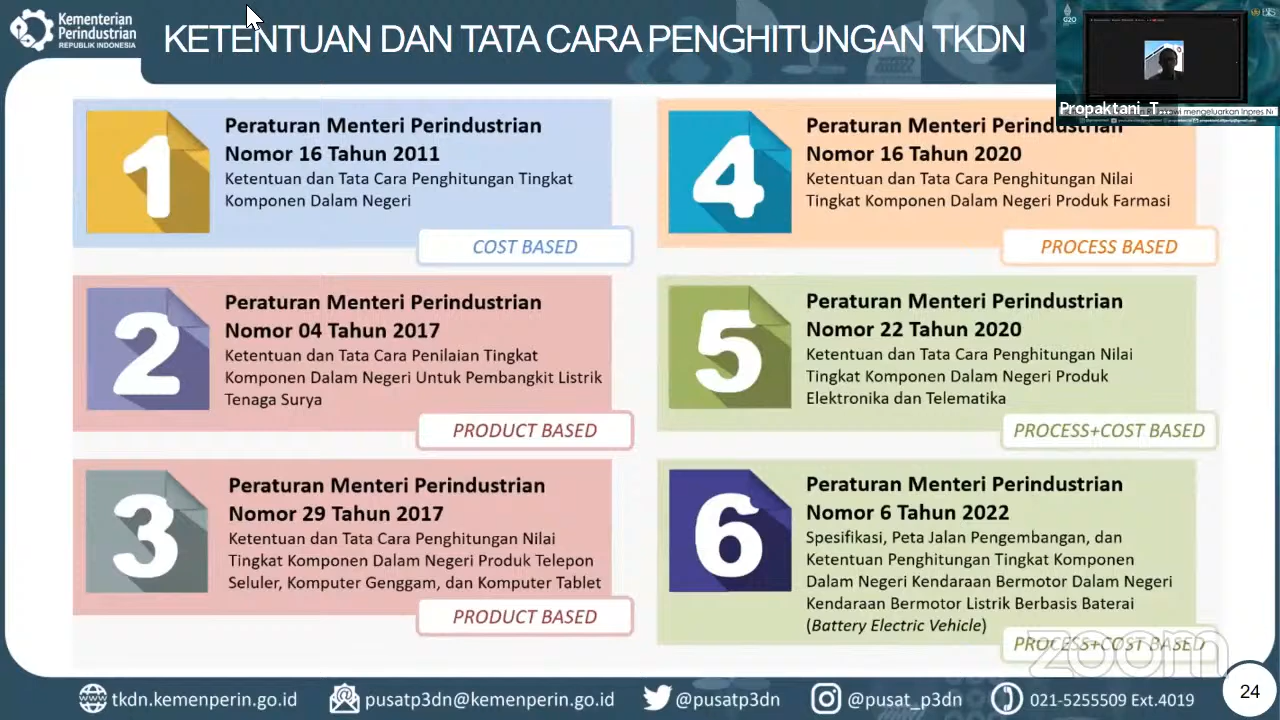 Kementerian
Perindustrian
REPUBLIK INDONESIA
KETENTUAN DAN TATA CARA PENGHITUNGAN TKDN
G20
Propaktani_T...
mengeluarkan Inpres
1
Peraturan Menteri Perindustrian
Nomor 16 Tahun 2011
Ketentuan dan Tata Cara Penghitungan Tingkat
Komponen Dalam Negeri
COST BASED
2
Peraturan Menteri Perindustrian
Nomor 04 Tahun 2017
Ketentuan dan Tata Cara Penilaian Tingkat
Komponen Dalam Negeri Untuk Pembangkit Listrik
Tenaga Surya
PRODUCT BASED
3
Peraturan Menteri Perindustrian
Nomor 29 Tahun 2017
Ketentuan dan Tata Cara Penghitungan Nilai
Tingkat Komponen Dalam Negeri Produk Telepon
Seluler, Komputer Genggam, dan Komputer Tablet
PRODUCT BASED
4
Peraturan Menteri Perindustrian
Nomor 16 Tahun 2020
Ketentuan dan Tata Cara Penghitungan Nilai
Tingkat Komponen Dalam Negeri Produk Farmasi
PROCESS BASED
5
Peraturan Menteri Perindustrian
Nomor 22 Tahun 2020
Ketentuan dan Tata Cara Penghitungan Nilai
Tingkat Komponen Dalam Negeri Produk
Elektronika dan Telematika
PROCESS+COST BASED
6
Peraturan Menteri Perindustrian
Nomor 6 Tahun 2022
Spesifikasi, Peta Jalan Pengembangan, dan
Ketentuan Penghitungan Tingkat Komponen
Dalam Negeri Kendaraan Bermotor Dalam Negeri
Kendaraan Bermotor Listrik Berbasis Baterai
(Battery Electric Vehicle)
PROCESS+COST BASED
zoom
tkdn.kemenperin.go.id
pusatp3dn@kemenperin.go.id
@pusatp3dn
@pusat_p3dn
021-5255509 Ext.4019
24